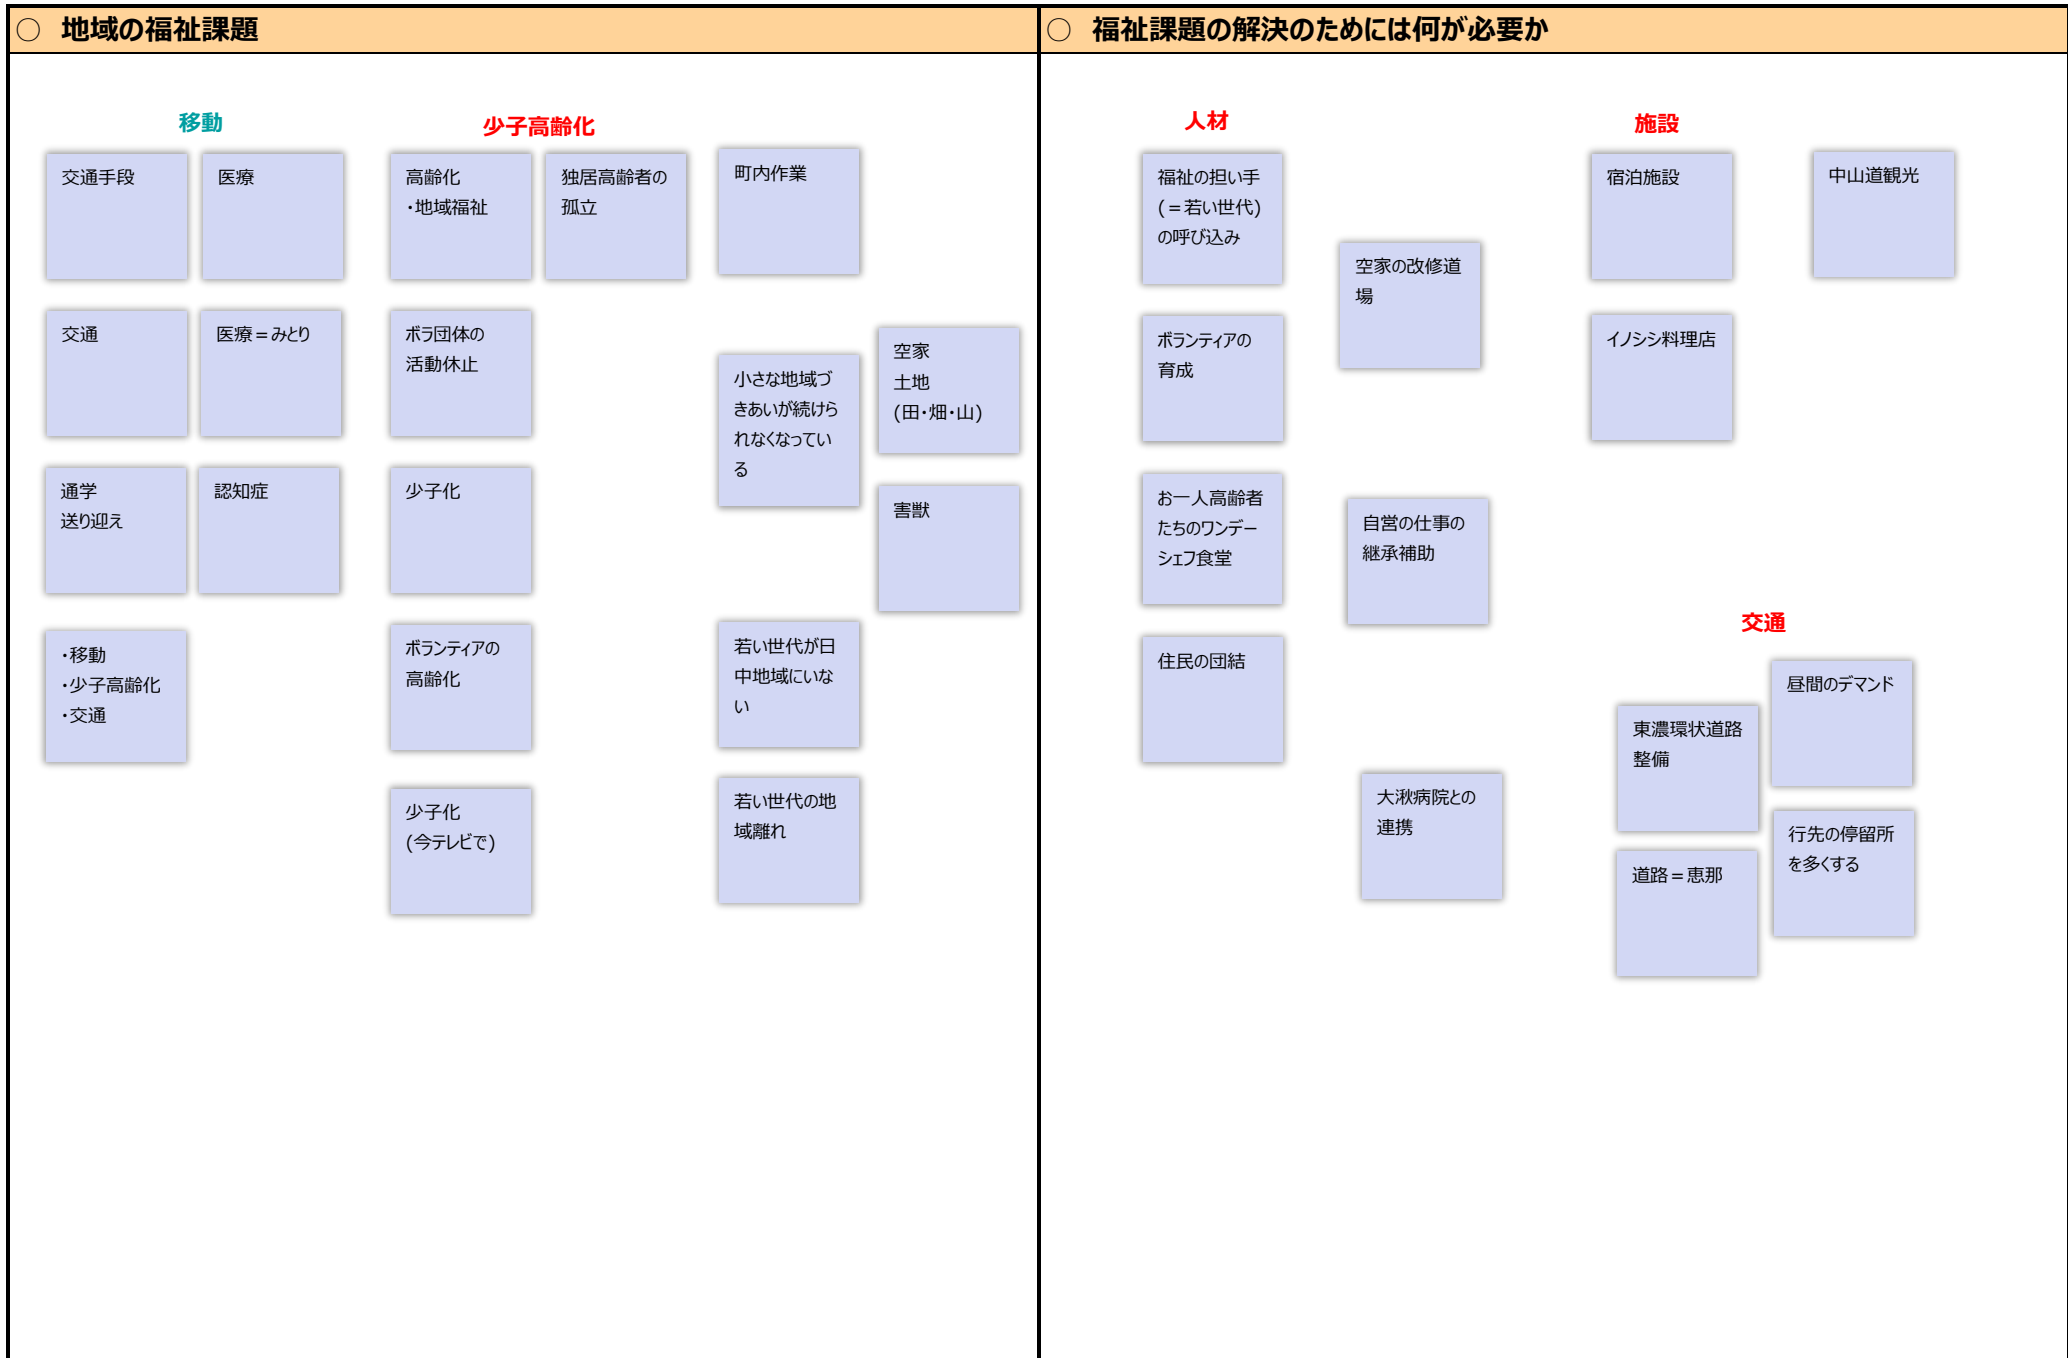 ○ 地域の福祉課題
移動
交通手段
医療
交通
医療=みとり
通学
送り迎え
認知症
・移動
・少子高齢化
・交通
少子高齢化
高齢化
・地域福祉
独居高齢者の
孤立
ボラ団体の
活動休止
少子化
ボランティアの
高齢化
少子化
(今テレビで)
町内作業
小さな地域づ
きあいが続けら
れなくなってい
る
空家
土地
(田・畑・山)
害獣
若い世代が日
中地域にいな
い
若い世代の地
域離れ
○ 福祉課題の解決のためには何が必要か
人材
福祉の担い手
(=若い世代)
の呼び込み
空家の改修道
場
ボランティアの
育成
お一人高齢者
たちのワンデー
シェフ食堂
自営の仕事の
継承補助
住民の団結
大湫病院との
連携
施設
宿泊施設
中山道観光
イノシシ料理店
交通
昼間のデマンド
東濃環状道路
整備
行先の停留所
を多くする
道路=恵那